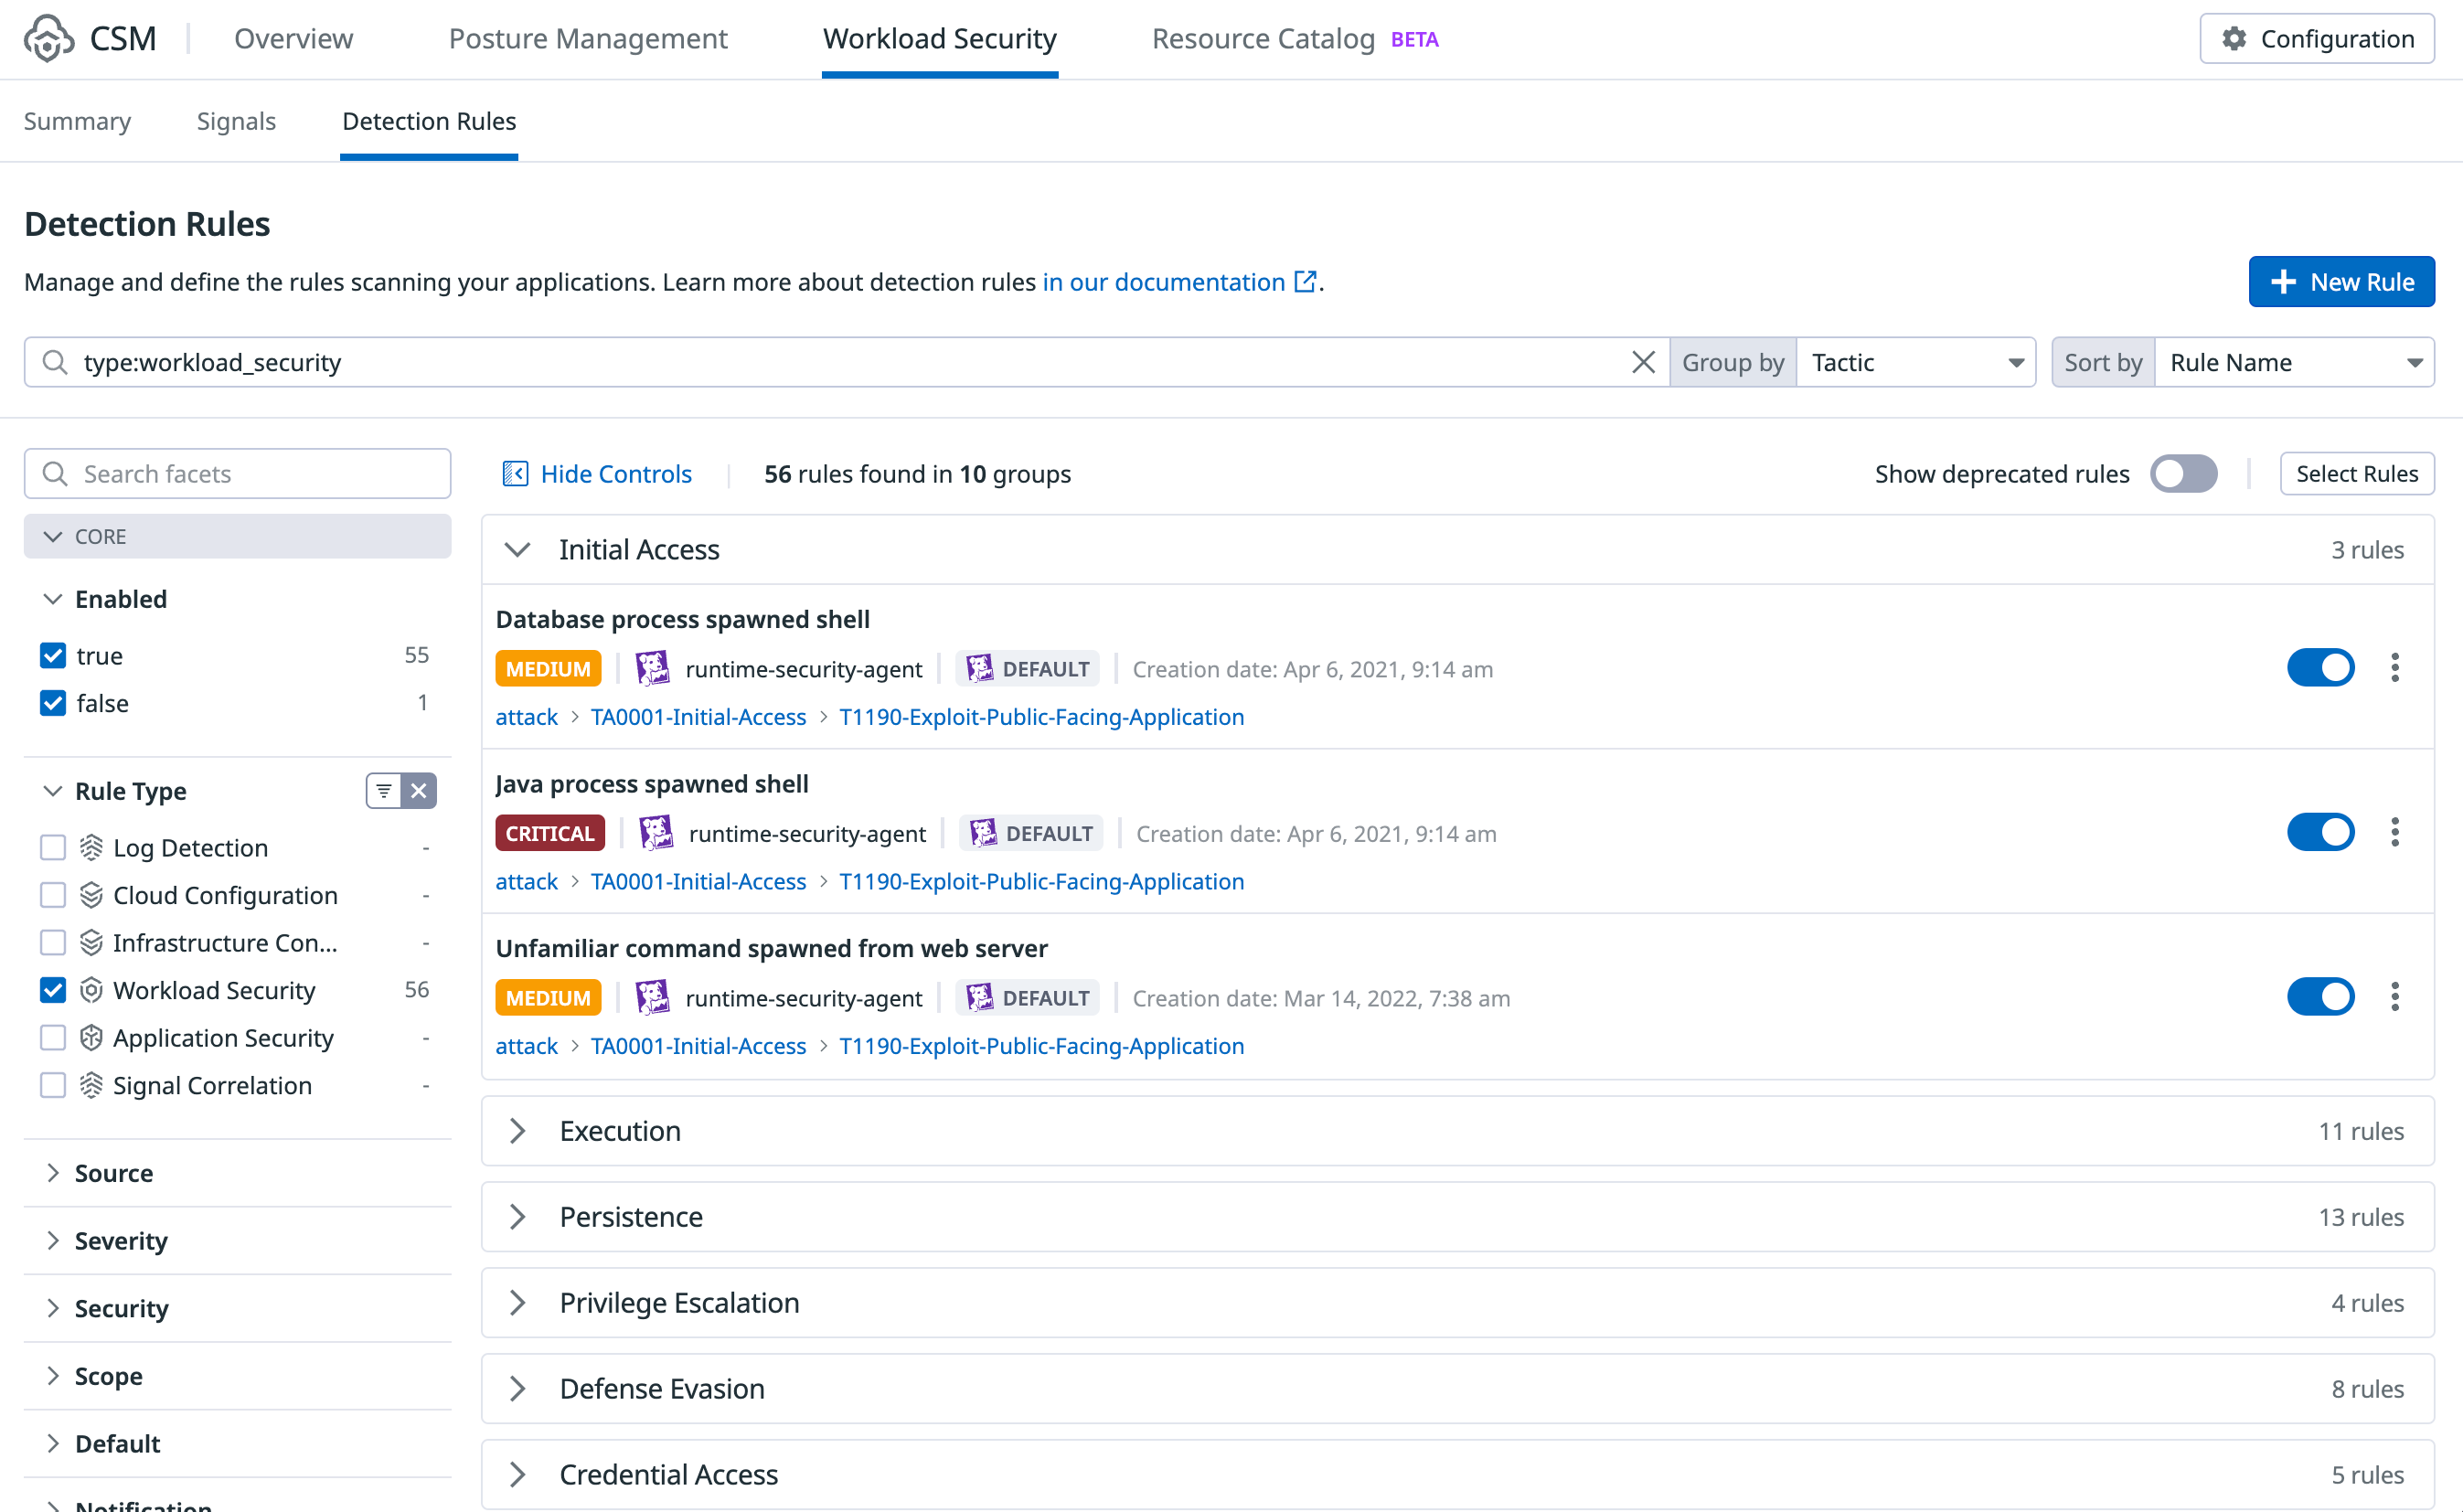 CSM
Overview
Posture Management
Workload Security
Resource Catalog BETA
Configuration
Summary
Signals
Detection Rules
Detection Rules
Manage and define the rules scanning your applications. Learn more about detection rules in our documentation.
New Rule
type:workload_security
Group by
Tactic
Sort by
Rule Name
Search facets
Hide Controls
56 rules found in 10 groups
Show deprecated rules
Select Rules
CORE
Enabled
true 55
false 1
Rule Type
Log Detection -
Cloud Configuration -
Infrastructure Con... -
Workload Security 56
Application Security -
Signal Correlation -
Source
Severity
Security
Scope
Default
Notification
Initial Access 3 rules
Database process spawned shell
MEDIUM runtime-security-agent DEFAULT Creation date: Apr 6, 2021, 9:14 am
attack > TA0001-Initial-Access > T1190-Exploit-Public-Facing-Application
Java process spawned shell
CRITICAL runtime-security-agent DEFAULT Creation date: Apr 6, 2021, 9:14 am
attack > TA0001-Initial-Access > T1190-Exploit-Public-Facing-Application
Unfamiliar command spawned from web server
MEDIUM runtime-security-agent DEFAULT Creation date: Mar 14, 2022, 7:38 am
attack > TA0001-Initial-Access > T1190-Exploit-Public-Facing-Application
Execution 11 rules
Persistence 13 rules
Privilege Escalation 4 rules
Defense Evasion 8 rules
Credential Access 5 rules